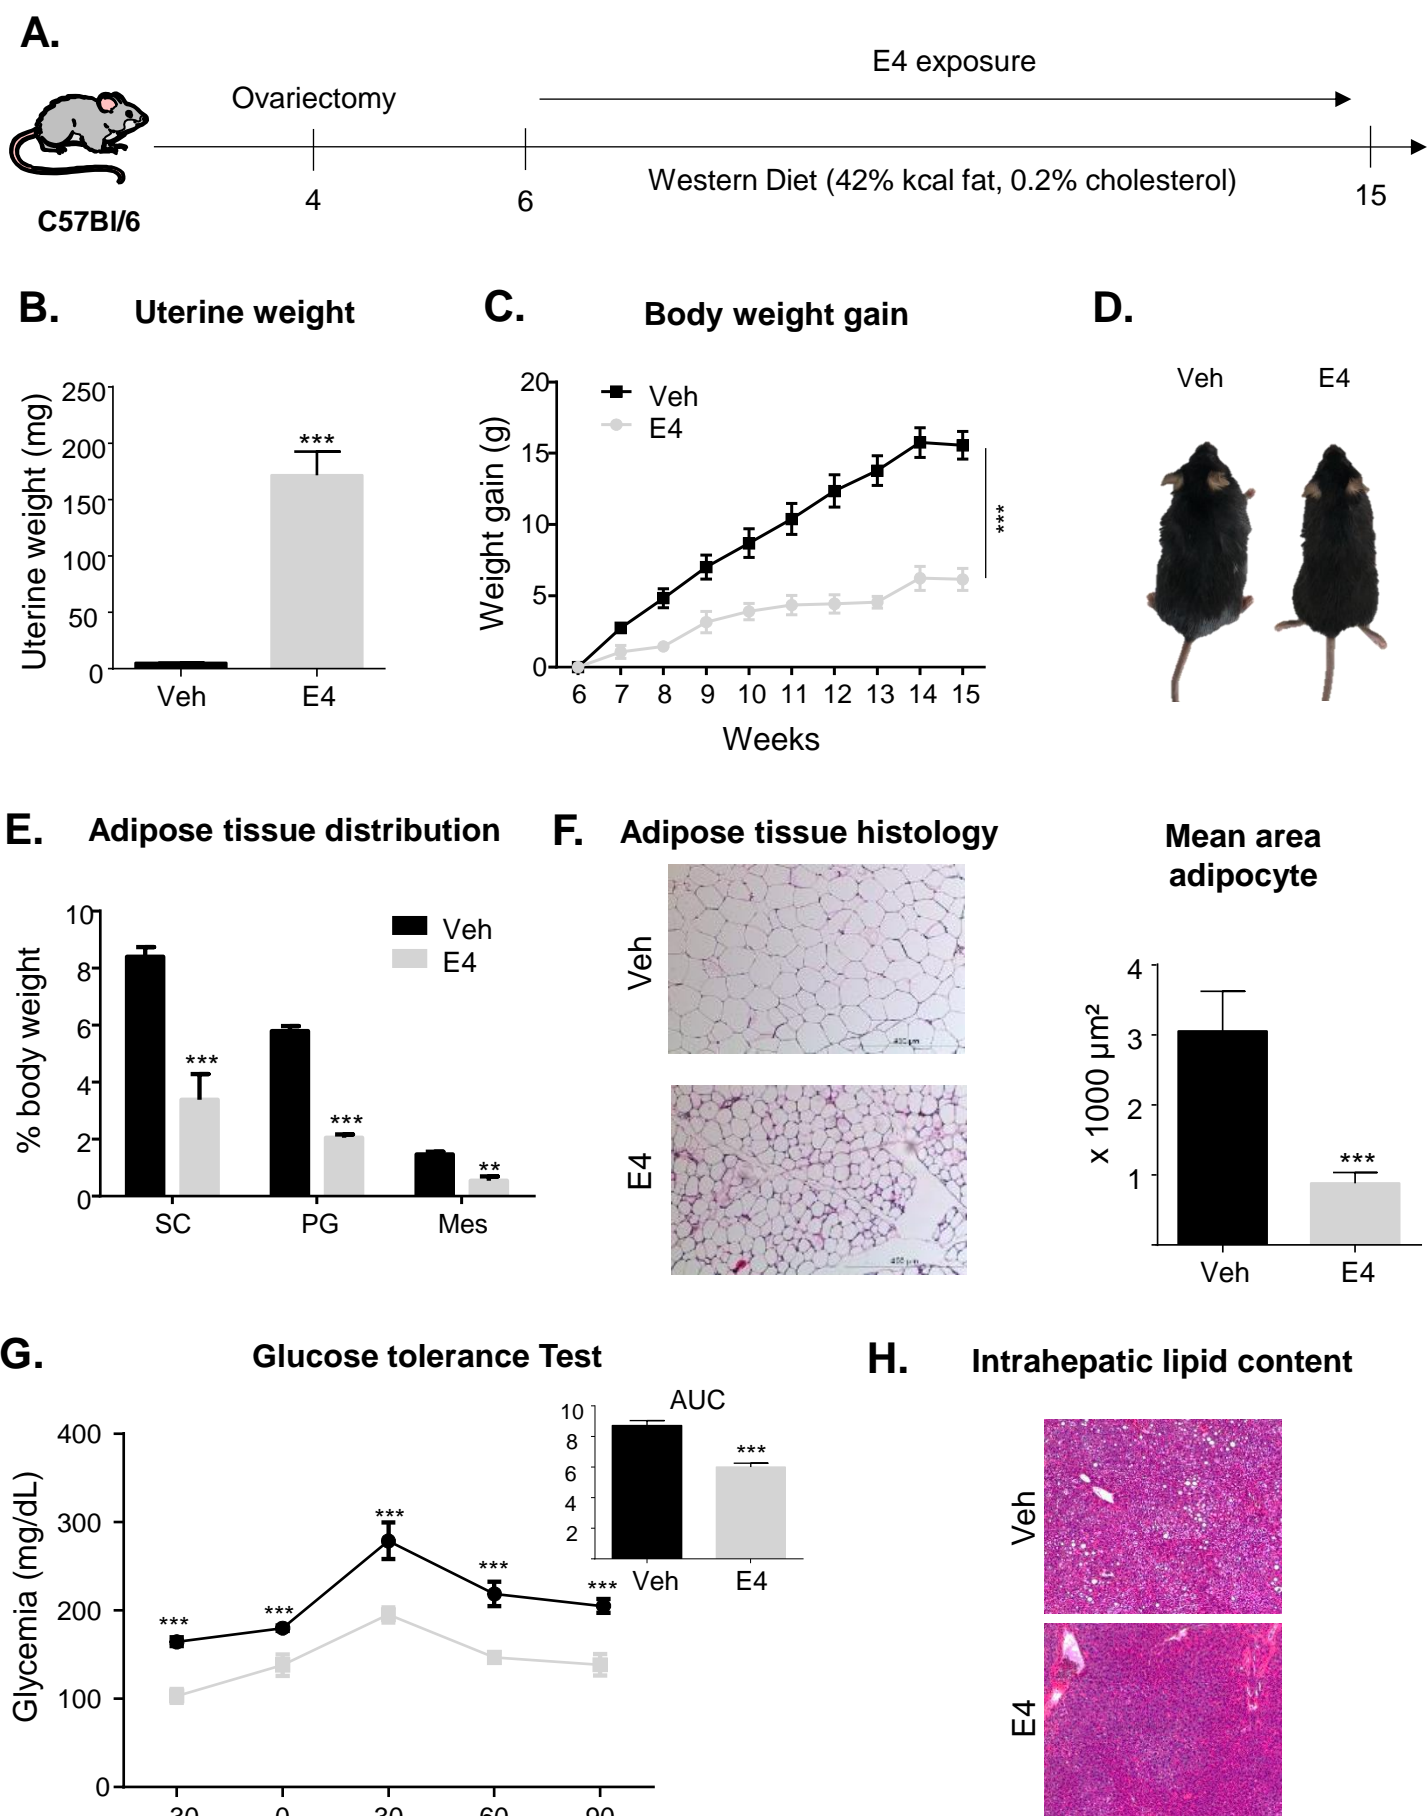 A.
E4 exposure
Ovariectomy
4
6
Western Diet (42% kcal fat, 0.2% cholesterol)
15
C57Bl/6
B.
Uterine weight
Uterine weight (mg)
250
200
150
100
50
0
***
Veh
E4
C.
Body weight gain
Weight gain (g)
20
15
10
5
0
Veh
E4
***
6 7 8 9 10 11 12 13 14 15
Weeks
D.
Veh
E4
E.
Adipose tissue distribution
% body weight
10
8
6
4
2
0
Veh
E4
***
***
**
SC
PG
Mes
F.
Adipose tissue histology
Veh
E4
Mean area
adipocyte
x 1000 µm²
4
3
2
1
***
Veh
E4
G.
Glucose tolerance Test
Glycemia (mg/dL)
400
300
200
100
0
***
***
***
***
***
AUC
10
8
6
4
2
***
Veh
E4
H.
Intrahepatic lipid content
Veh
E4